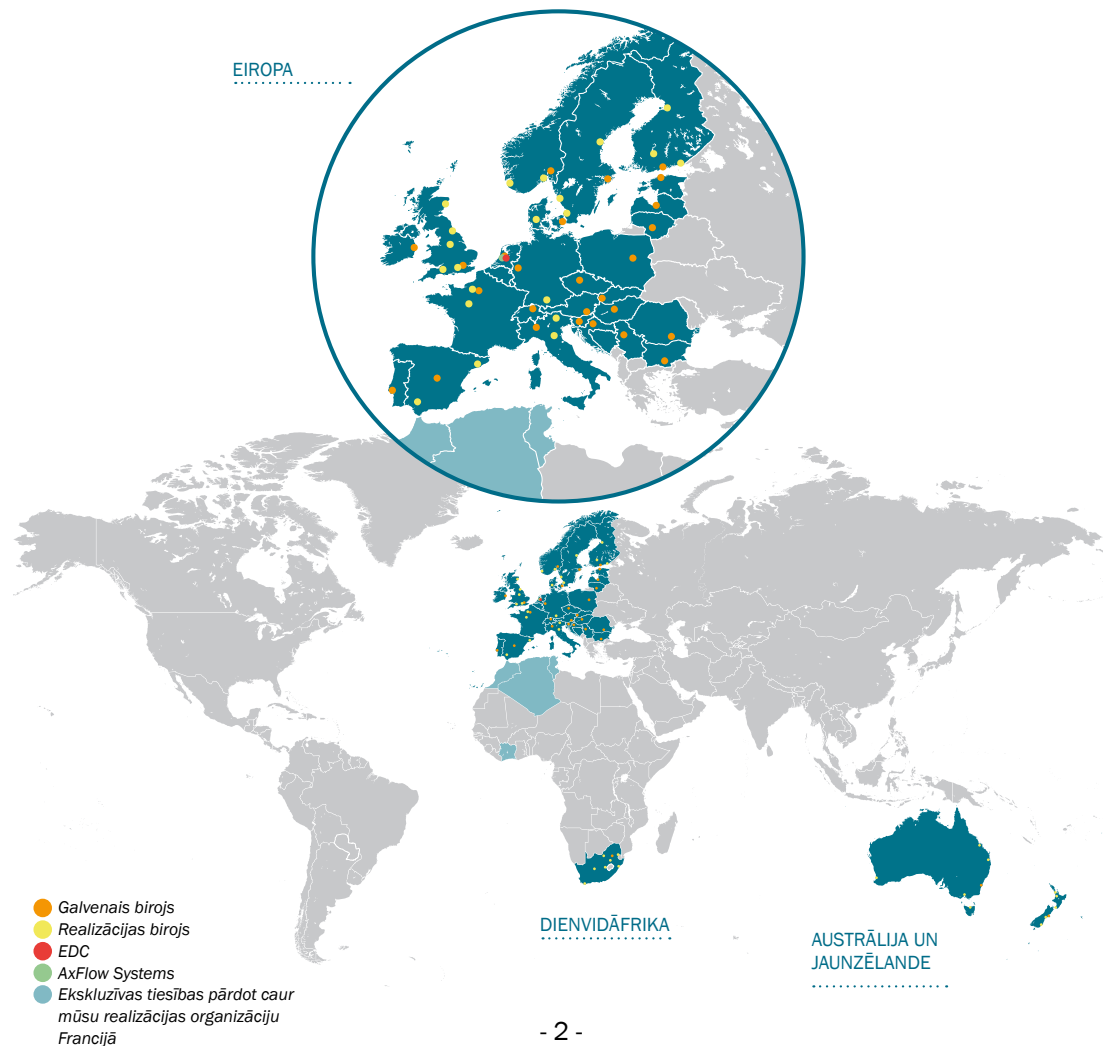 EIROPA
DIENVIDĀFRIKA
AUSTRĀLIJA UN
JAUNZĒLANDE
Galvenais birojs
Realizācijas birojs
EDC
AxFlow Systems
Ekskluzīvas tiesības pārdot caur
mūsu realizācijas organizāciju
Francijā
- 2 -